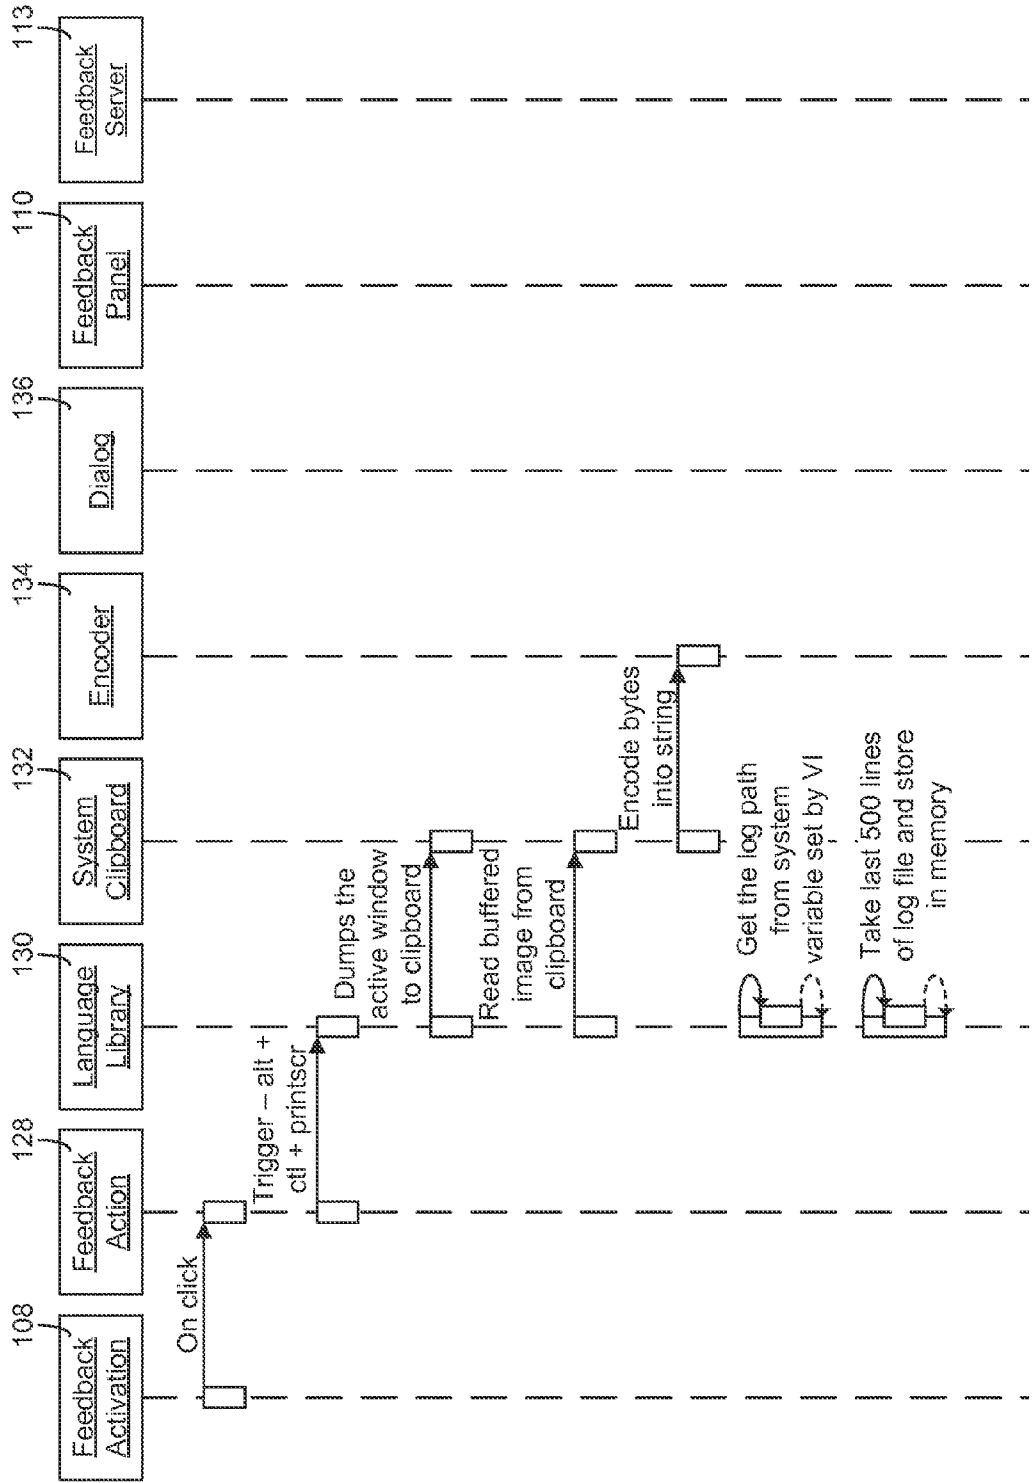 108
128
130
132
134
136
110
113
Feedback
Activation
Feedback
Action
Language
Library
System
Clipboard
Encoder
Dialog
Feedback
Panel
Feedback
Server
On click
Trigger – alt +
ctl + printscr
Dumps the
active window
to clipboard
Read buffered
image from
clipboard
Encode bytes
into string
Get the log path
from system
variable set by VI
Take last 500 lines
of log file and store
in memory